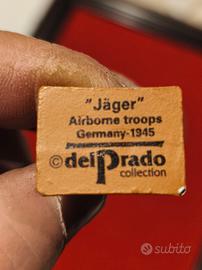 "Jäger"
Airborne troops
Germany-1945
© delPrado
collection
subito